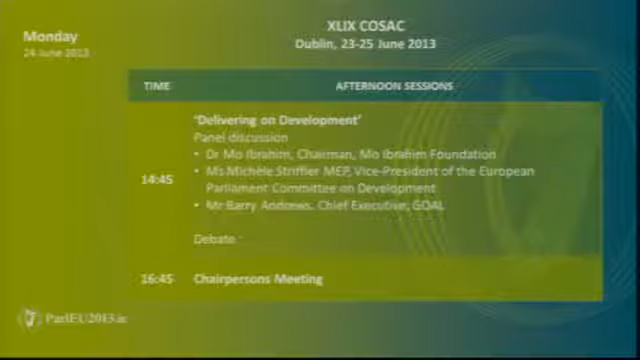 XLIX COSAC
Monday
Dublin, 23-25 June 2013
24 June 2013
TIME
AFTERNOON SESSIONS
'Delivering on Development'
Panel discussion
• Dr Mo Ibrahim, Chairman, Mo Ibrahim Foundation
• Ms Michèle Striffler MEP, Vice-President of the European
Parliament Committee on Development
14:45
• Mr Barry Andrews, Chief Executive, GOAL
Debate
16:45
Chairpersons Meeting
ParlEU2013.ie